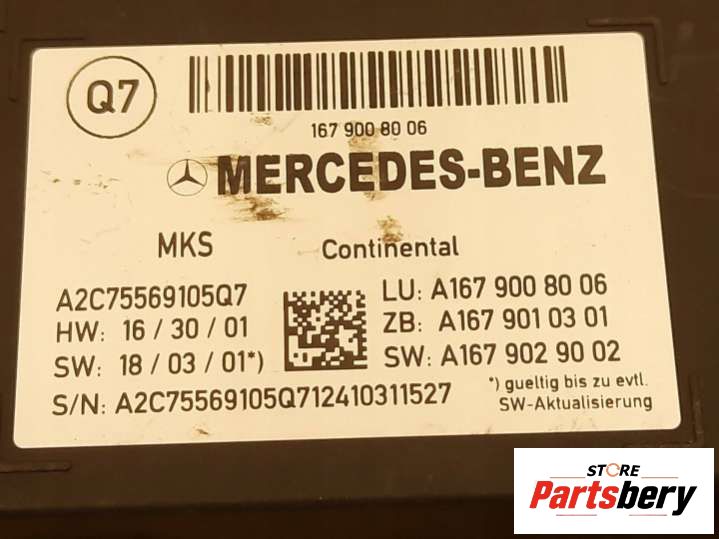 Q7
167 900 80 06
MERCEDES-BENZ
MKS Continental
A2C75569105Q7
HW: 16 / 30 / 01
SW: 18 / 03 / 01*)
LU: A167 900 80 06
ZB: A167 901 03 01
SW: A167 902 90 02
S/N: A2C75569105Q712410311527
*) gueltig bis zu evtl.
SW-Aktualisierung
STORE
Partsbery